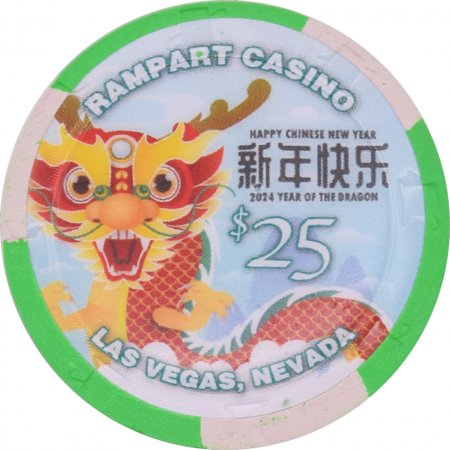 RAMPART CASINO
HAPPY CHINESE NEW YEAR
新年快乐
2024 YEAR OF THE DRAGON
$25
LAS VEGAS, NEVADA